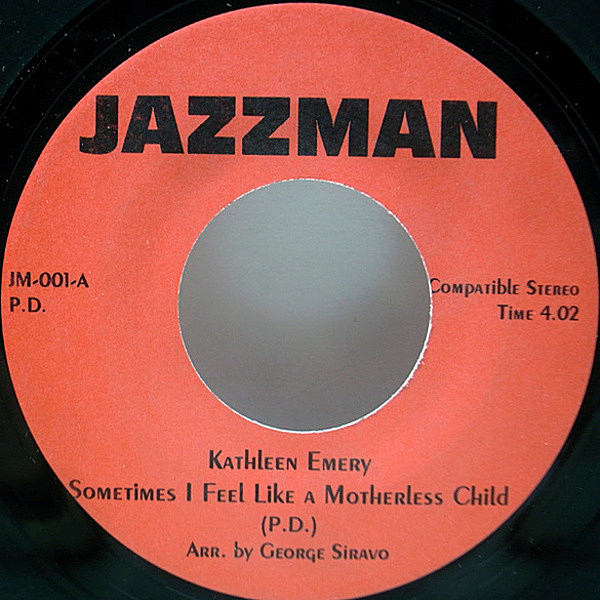 JAZZMAN
JM-001-A
P.D.
Compatible Stereo
Time 4.02
Kathleen Emery
Sometimes I Feel Like a Motherless Child
(P.D.)
Arr. by George Siravo